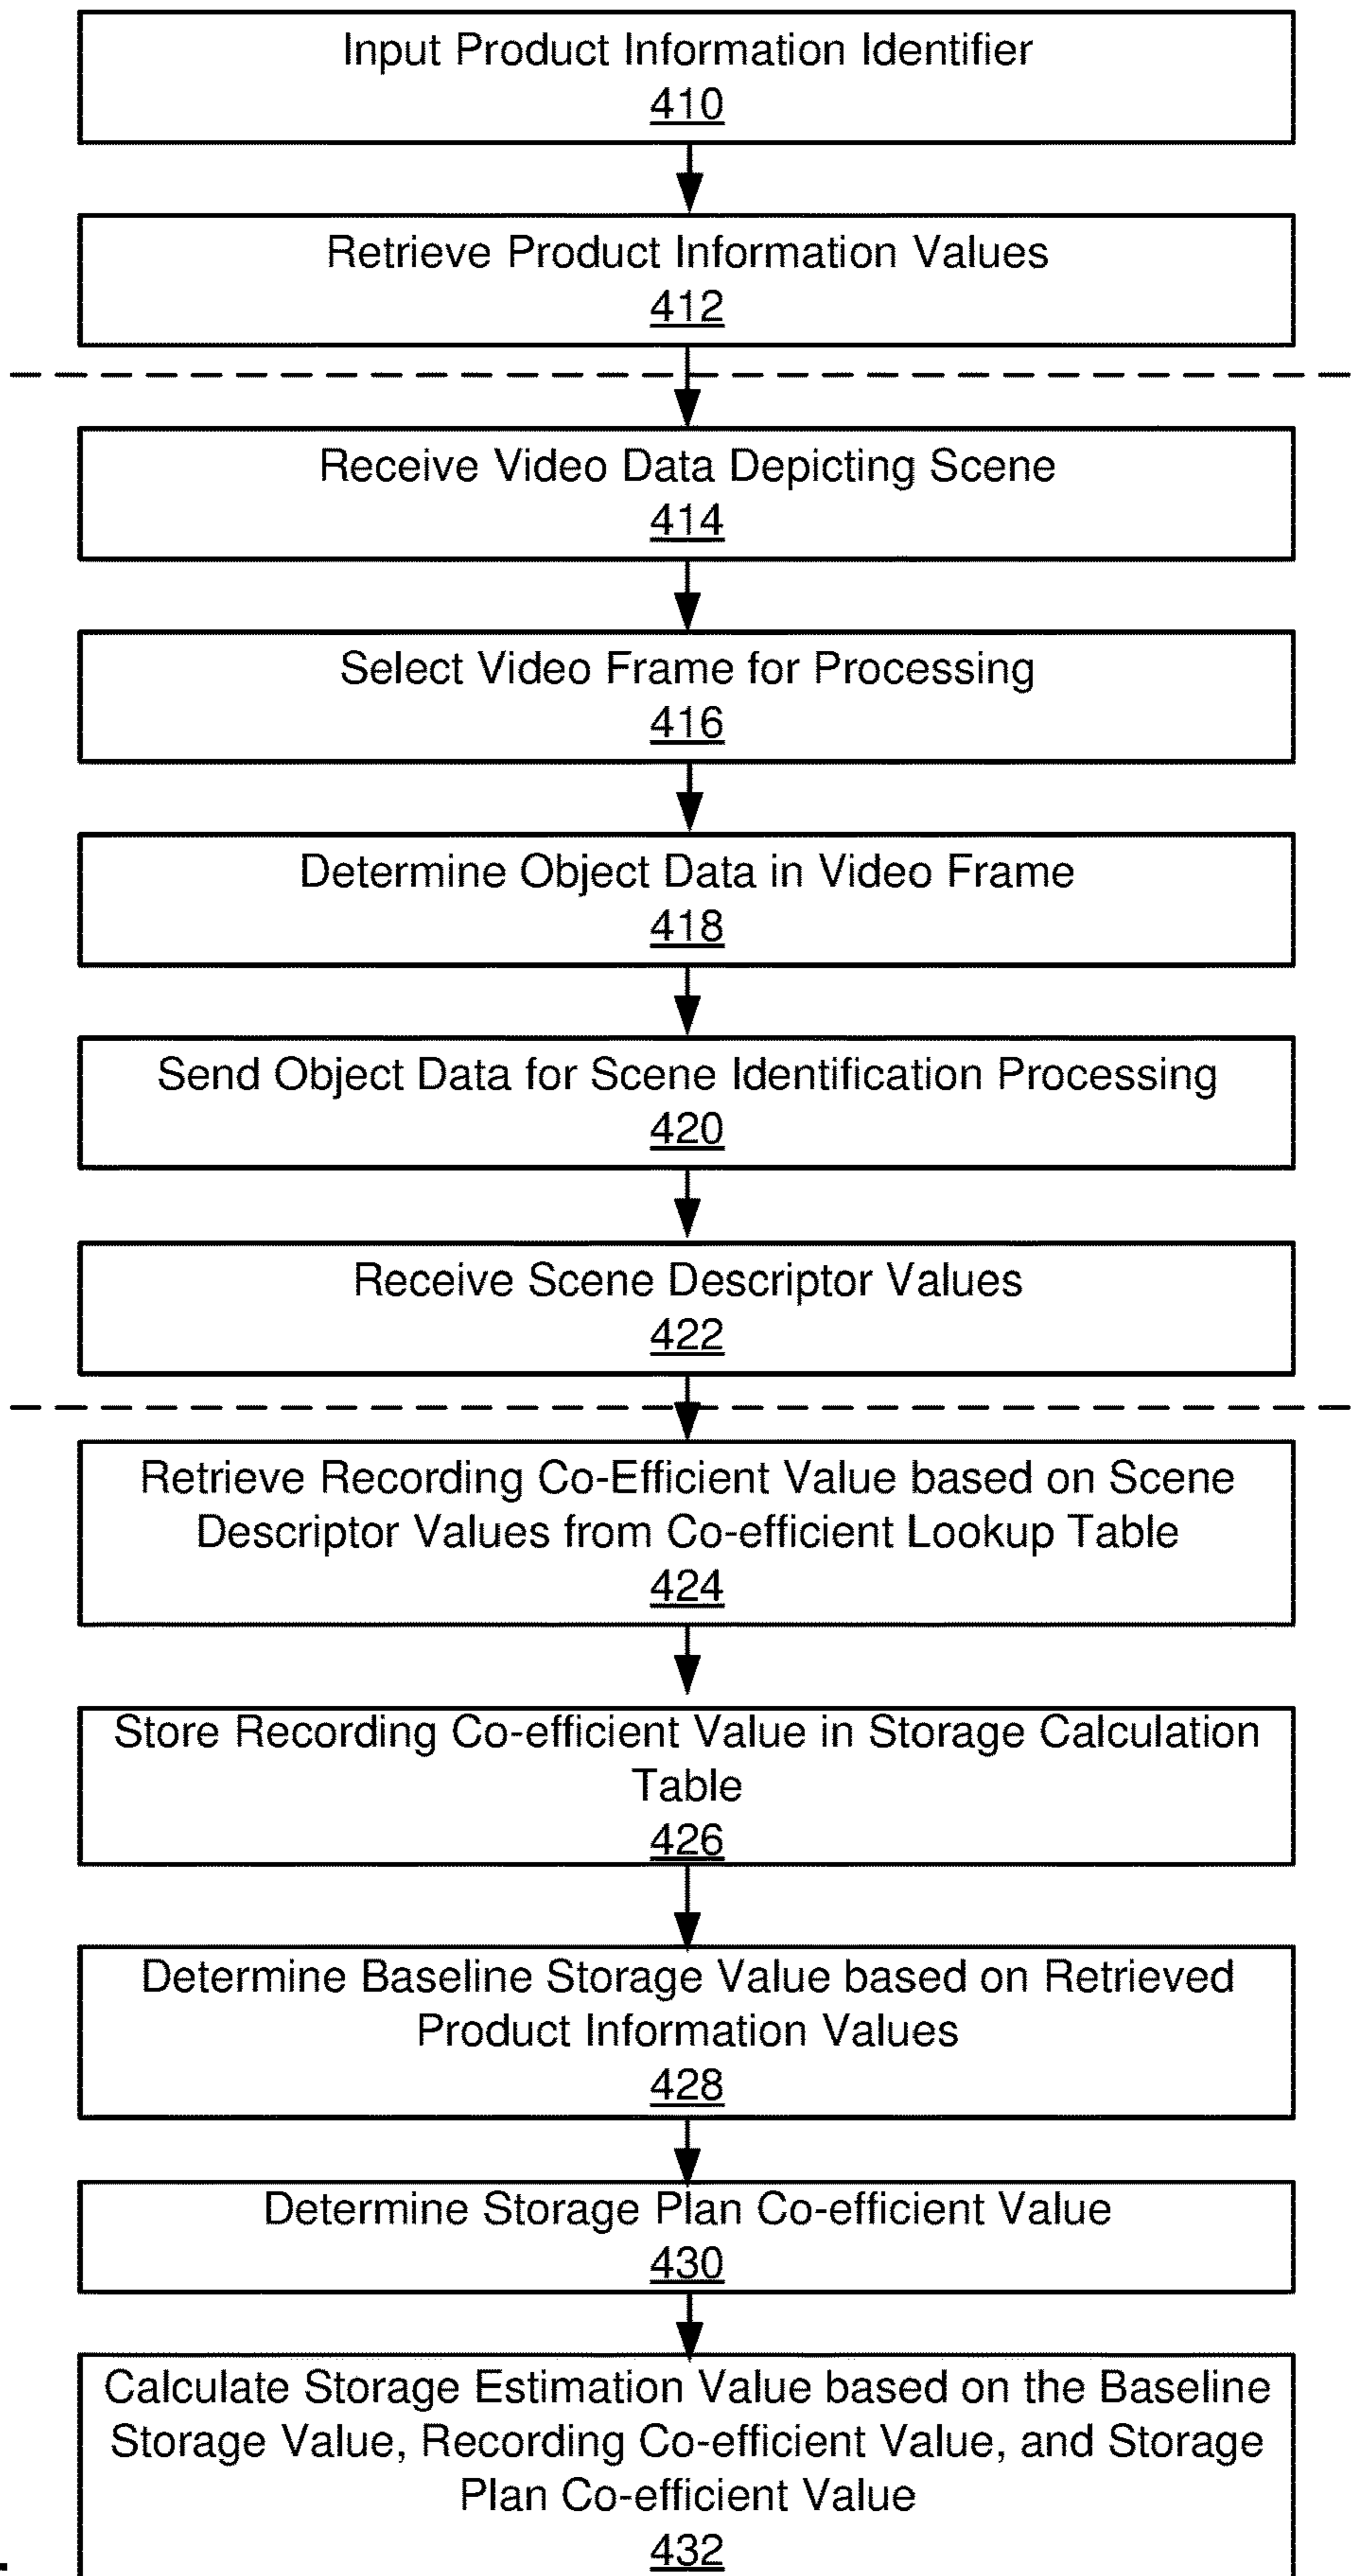 Input Product Information Identifier
410
Retrieve Product Information Values
412
Receive Video Data Depicting Scene
414
Select Video Frame for Processing
416
Determine Object Data in Video Frame
418
Send Object Data for Scene Identification Processing
420
Receive Scene Descriptor Values
422
Retrieve Recording Co-Efficient Value based on Scene
Descriptor Values from Co-efficient Lookup Table
424
Store Recording Co-efficient Value in Storage Calculation
Table
426
Determine Baseline Storage Value based on Retrieved
Product Information Values
428
Determine Storage Plan Co-efficient Value
430
Calculate Storage Estimation Value based on the Baseline
Storage Value, Recording Co-efficient Value, and Storage
Plan Co-efficient Value
432